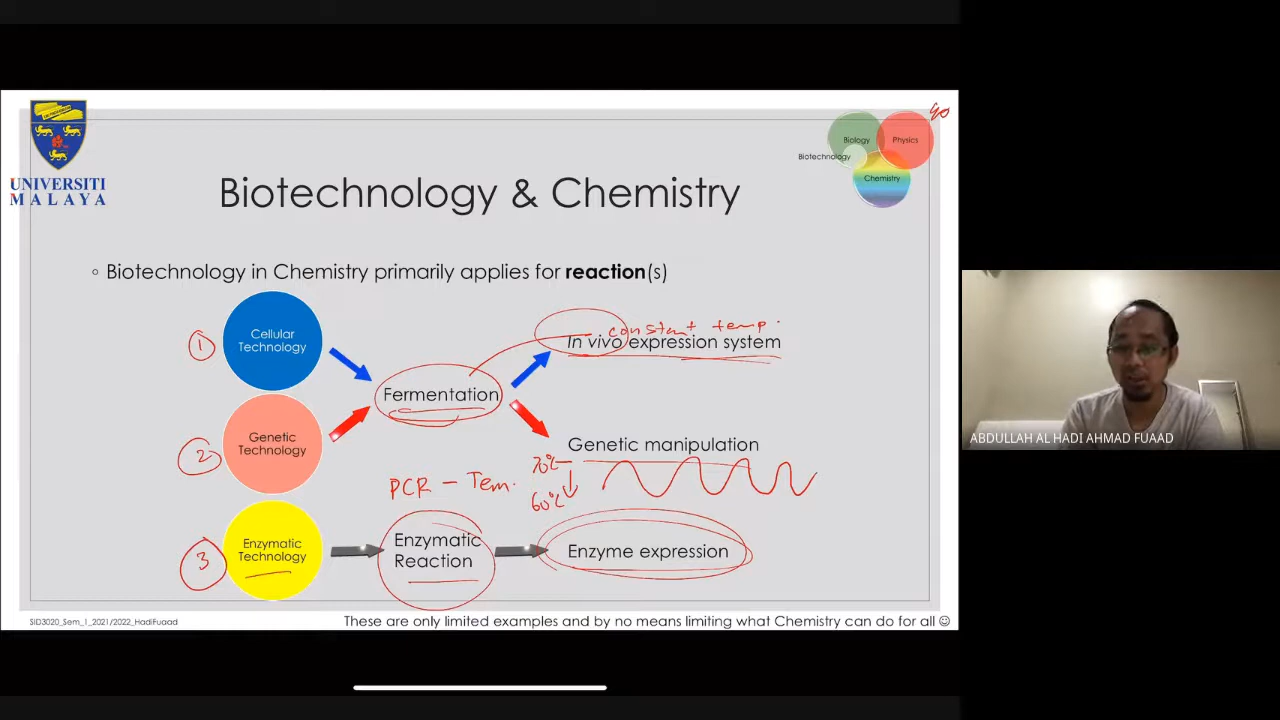 UNIVERSITI
MALAYA
Biology
Physics
Biotechnology
Chemistry
90
Biotechnology & Chemistry
◦ Biotechnology in Chemistry primarily applies for reaction(s)
1
Cellular
Technology
Fermentation
constant temp.
In vivo expression system
2
Genetic
Technology
Genetic manipulation
PCR - Tem.
70°C
60°C
3
Enzymatic
Technology
Enzymatic
Reaction
Enzyme expression
SID3020_Sem_1_2021/2022_HadiFuaad
These are only limited examples and by no means limiting what Chemistry can do for all ☺
ABDULLAH AL HADI AHMAD FUAAD